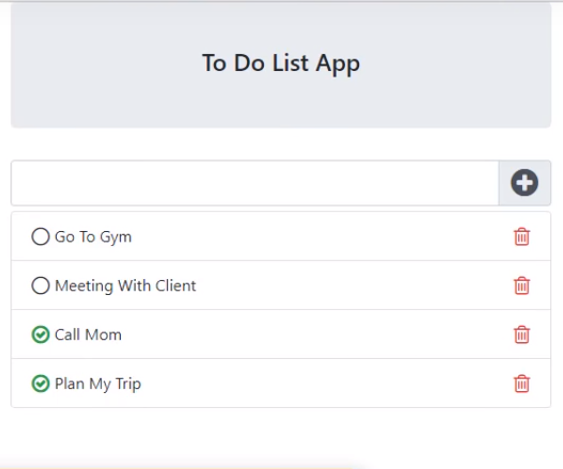 To Do List App
Go To Gym
Meeting With Client
Call Mom
Plan My Trip